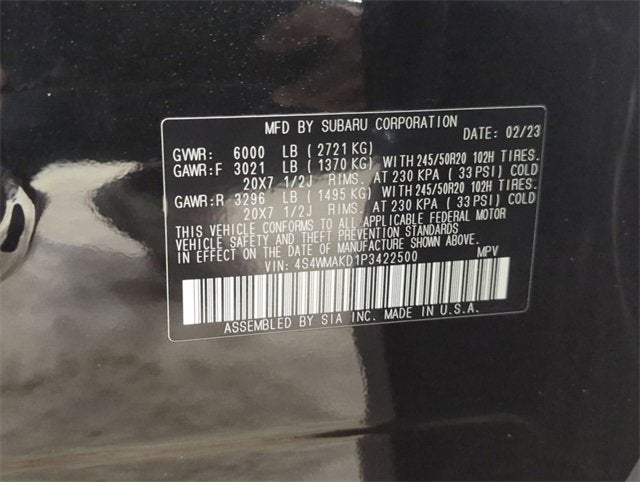 MFD BY SUBARU CORPORATION
DATE: 02/23
GVWR: 6000 LB ( 2721 KG)
GAWR:F 3021 LB ( 1370 KG) WITH 245/50R20 102H TIRES.
20X7 1/2J RIMS. AT 230 KPA ( 33 PSI) COLD
GAWR:R 3296 LB ( 1495 KG) WITH 245/50R20 102H TIRES.
20X7 1/2J RIMS. AT 230 KPA ( 33 PSI) COLD
THIS VEHICLE CONFORMS TO ALL APPLICABLE FEDERAL MOTOR
VEHICLE SAFETY AND THEFT PREVENTION STANDARDS
IN EFFECT ON THE DATE OF MANUFACTURE SHOWN ABOVE.
VIN: 4S4WMAKD1P3422500 MPV
ASSEMBLED BY SIA INC. MADE IN U.S.A.